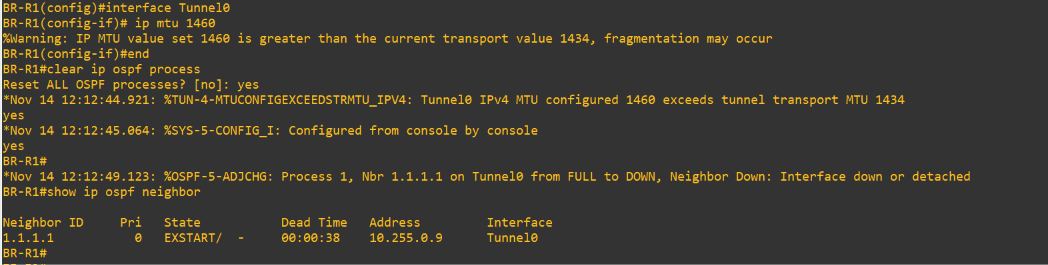 BR-R1(config)#interface Tunnel0
BR-R1(config-if)# ip mtu 1460
%Warning: IP MTU value set 1460 is greater than the current transport value 1434, fragmentation may occur
BR-R1(config-if)#end
BR-R1#clear ip ospf process
Reset ALL OSPF processes? [no]: yes
*Nov 14 12:12:44.921: %TUN-4-MTUCONFIGEXCEEDSTRMTU_IPV4: Tunnel0 IPv4 MTU configured 1460 exceeds tunnel transport MTU 1434
yes
*Nov 14 12:12:45.064: %SYS-5-CONFIG_I: Configured from console by console
yes
BR-R1#
*Nov 14 12:12:49.123: %OSPF-5-ADJCHG: Process 1, Nbr 1.1.1.1 on Tunnel0 from FULL to DOWN, Neighbor Down: Interface down or detached
BR-R1#show ip ospf neighbor
Neighbor ID     Pri   State           Dead Time   Address         Interface
1.1.1.1           0   EXSTART/  -     00:00:38    10.255.0.9      Tunnel0
BR-R1#